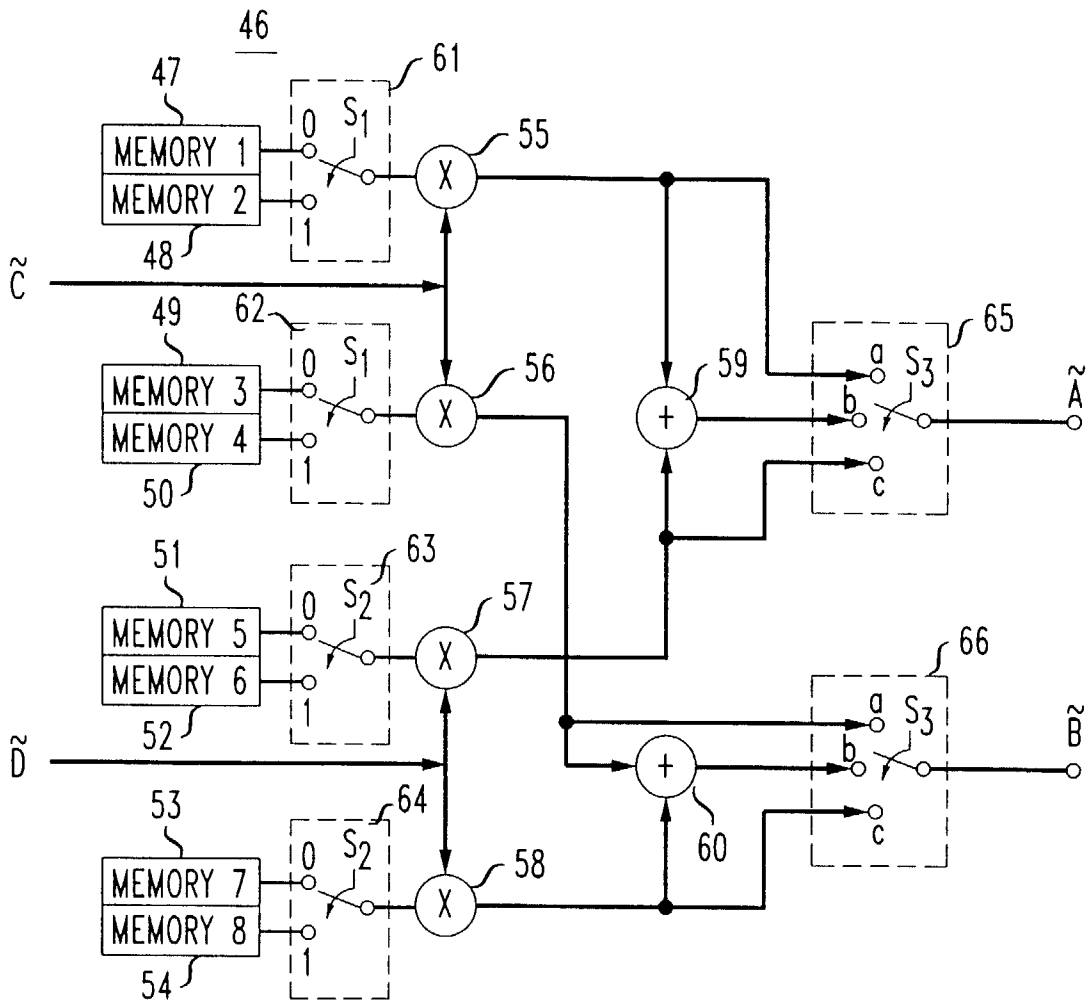 46
61
47
0
S1
55
MEMORY 1
MEMORY 2
1
48
C̃
49
62
0
S1
56
MEMORY 3
MEMORY 4
1
50
59
65
a
S3
b
c
Ã
51
63
0
S2
57
MEMORY 5
MEMORY 6
1
52
D̃
66
a
S3
b
c
B̃
60
53
64
0
S2
58
MEMORY 7
MEMORY 8
1
54
X
X
+
X
+
X